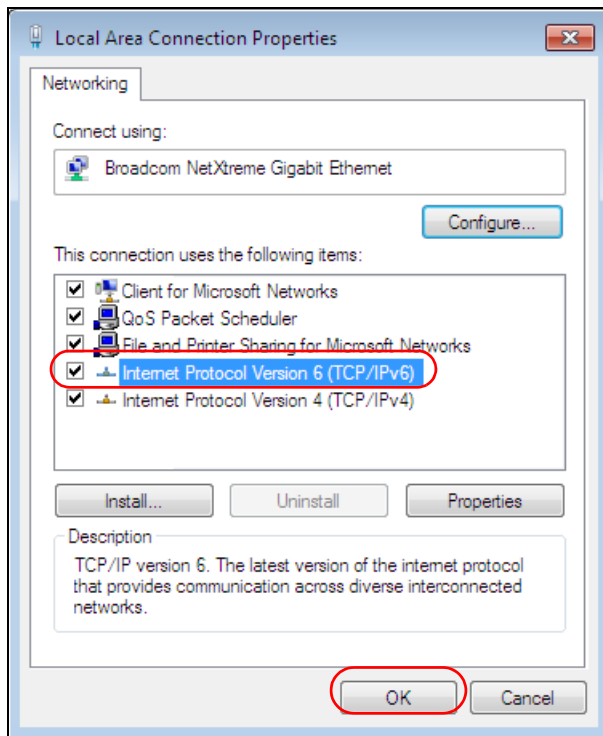 Local Area Connection Properties
Networking
Connect using:
Broadcom NetXtreme Gigabit Ethernet
Configure...
This connection uses the following items:
Client for Microsoft Networks
QoS Packet Scheduler
File and Printer Sharing for Microsoft Networks
Internet Protocol Version 6 (TCP/IPv6)
Internet Protocol Version 4 (TCP/IPv4)
Install...
Uninstall
Properties
Description
TCP/IP version 6. The latest version of the internet protocol
that provides communication across diverse interconnected
networks.
OK
Cancel